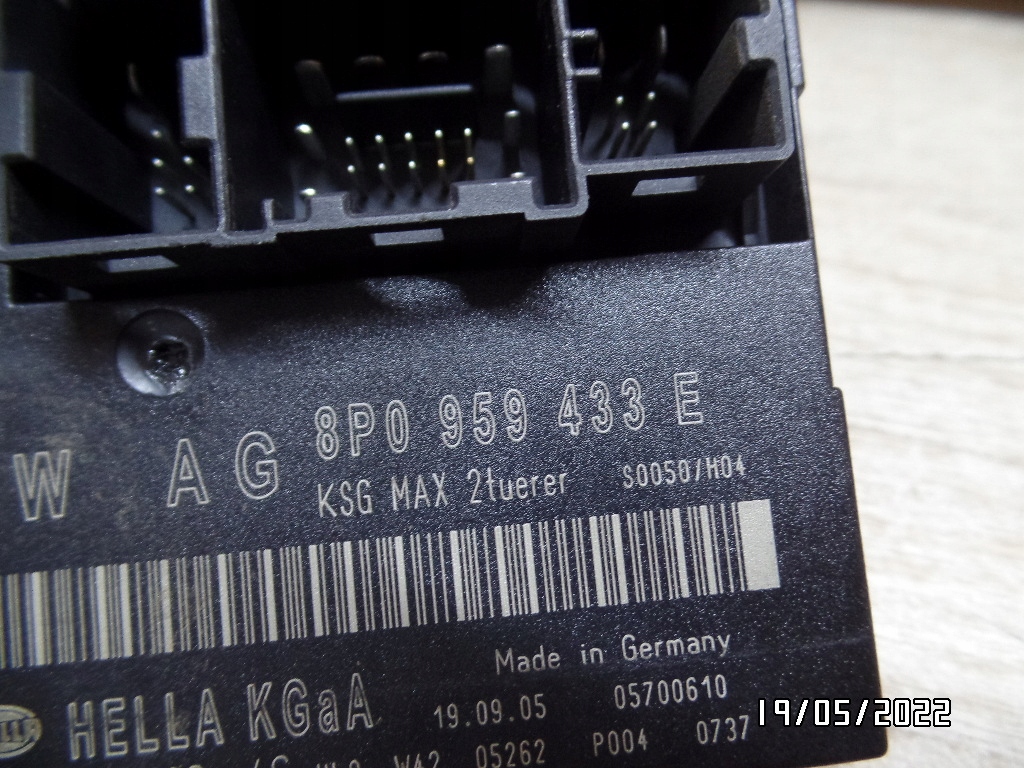 W AG 8P0 959 433 E
KSG MAX 2tuerer S0050/H04
Made in Germany
HELLA KGaA 19.09.05 05700610
W42 05262 P004 0737
19/05/2022